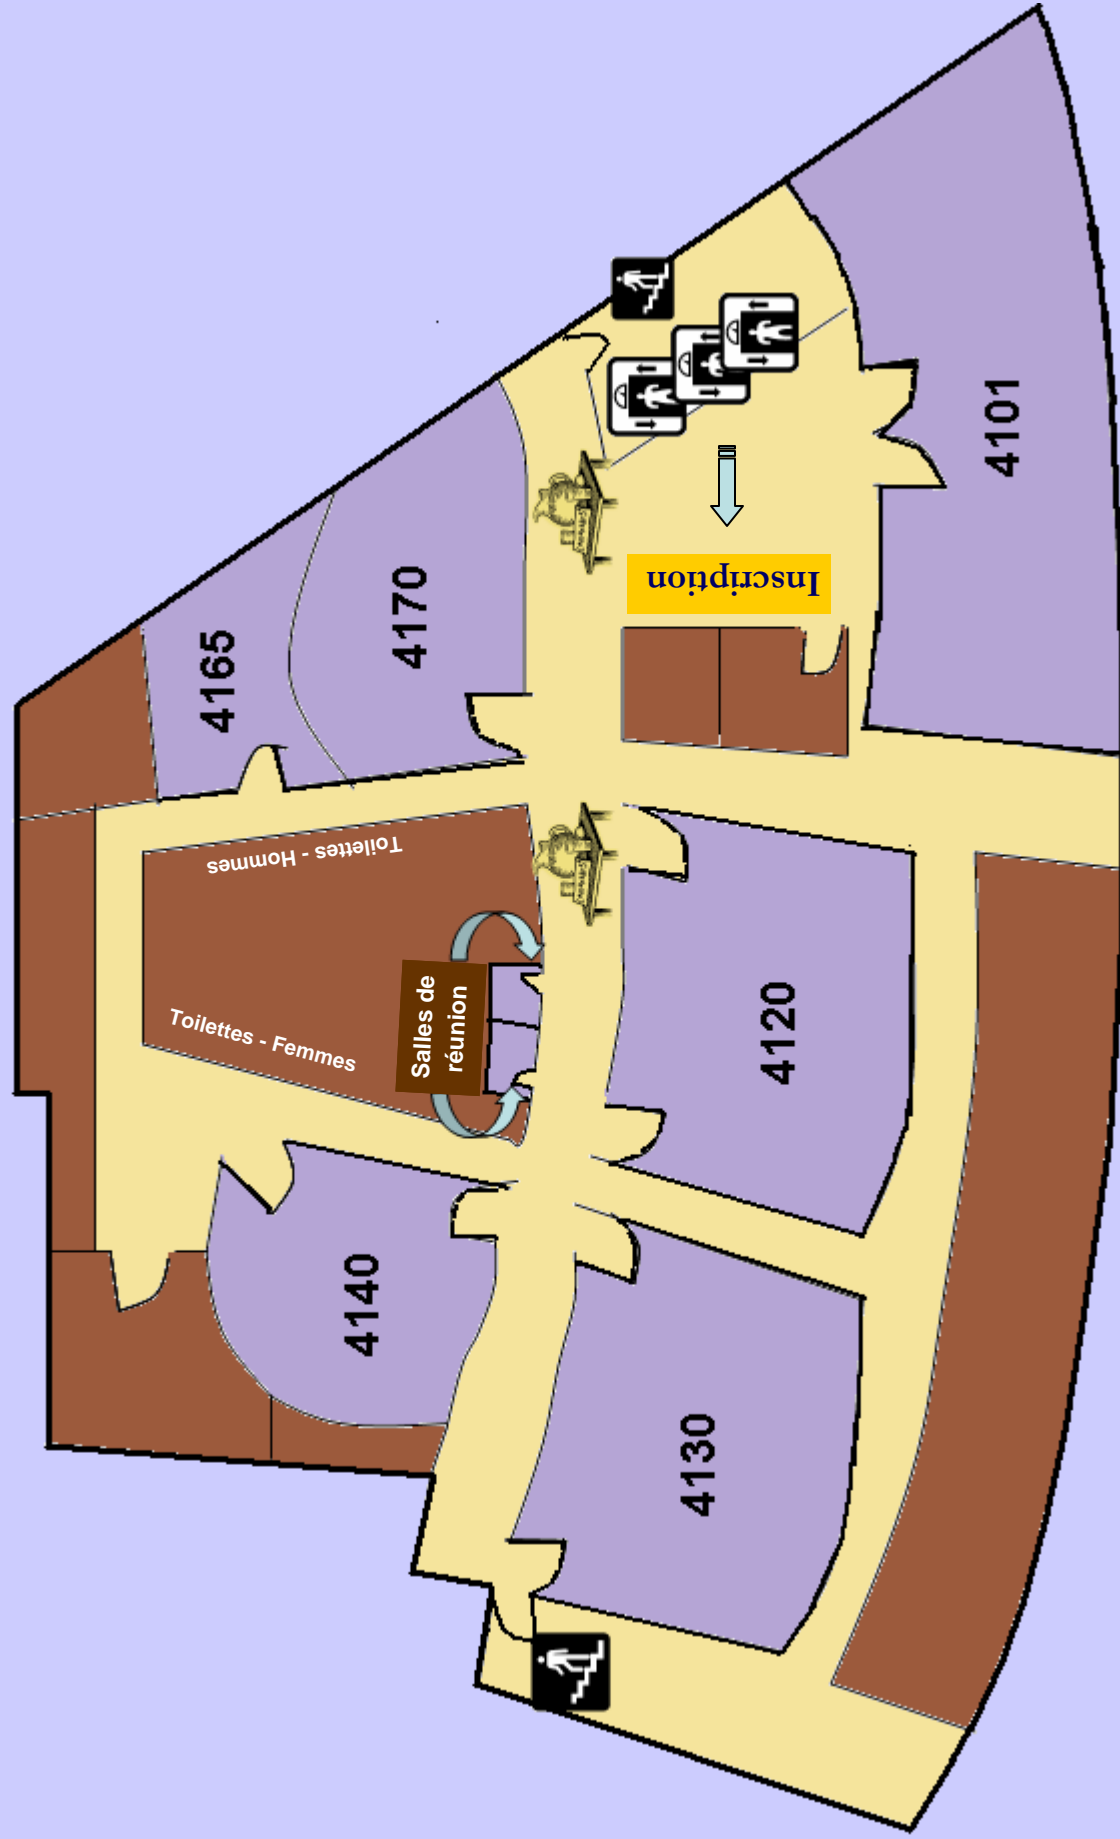 4101
4165
4170
Inscription
Toilettes - Hommes
Salles de
réunion
Toilettes - Femmes
4120
4140
4130